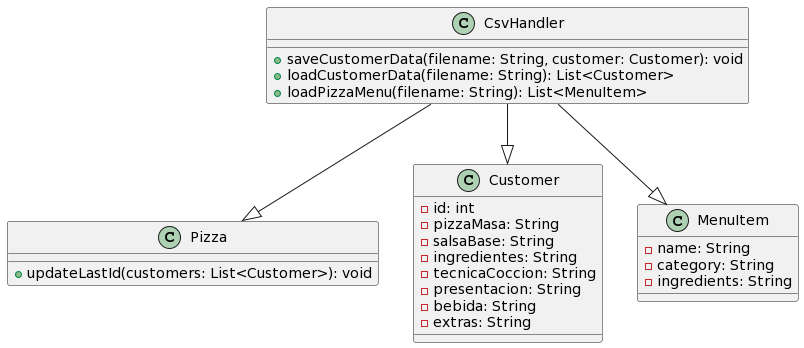 C CsvHandler
saveCustomerData(filename: String, customer: Customer): void
loadCustomerData(filename: String): List<Customer>
loadPizzaMenu(filename: String): List<MenuItem>
C Pizza
updateLastId(customers: List<Customer>): void
C Customer
id: int
pizzaMasa: String
salsaBase: String
ingredientes: String
tecnicaCoccion: String
presentacion: String
bebida: String
extras: String
C MenuItem
name: String
category: String
ingredients: String